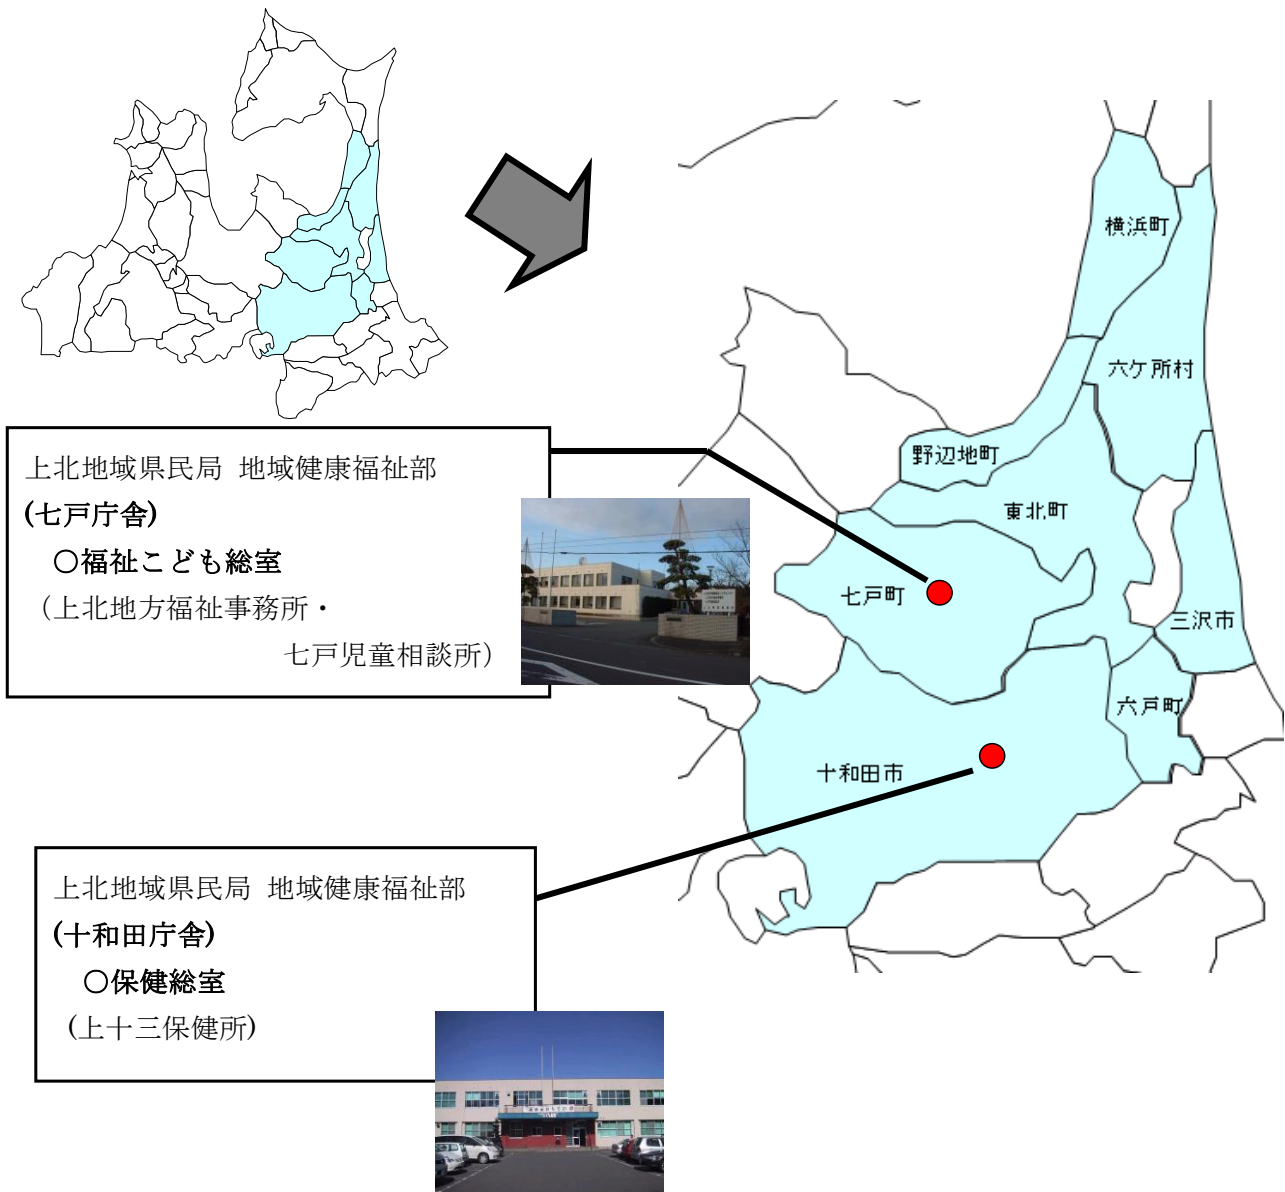 横浜町
六ケ所村
野辺地町
東北町
七戸町
三沢市
六戸町
十和田市
上北地域県民局 地域健康福祉部
(七戸庁舎)
○福祉こども総室
(上北地方福祉事務所・
七戸児童相談所)
上北地域県民局 地域健康福祉部
(十和田庁舎)
○保健総室
(上十三保健所)